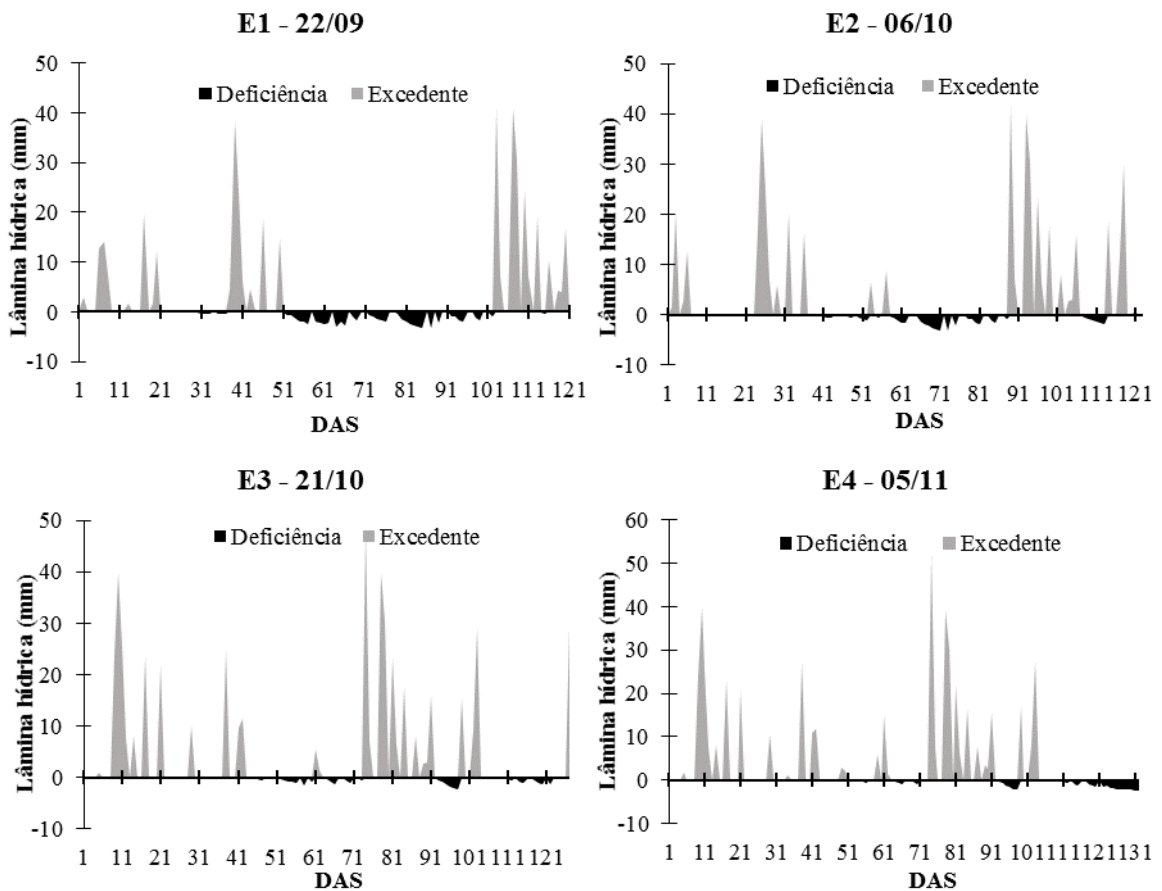 E1 - 22/09
50
40
30
20
10
0
-10
Lâmina hídrica (mm)
Deficiência Excedente
1 11 21 31 41 51 61 71 81 91 101 111 121
DAS
E2 - 06/10
50
40
30
20
10
0
-10
Lâmina hídrica (mm)
Deficiência Excedente
1 11 21 31 41 51 61 71 81 91 101 111 121
DAS
E3 - 21/10
50
40
30
20
10
0
-10
Lâmina hídrica (mm)
Deficiência Excedente
1 11 21 31 41 51 61 71 81 91 101 111 121
DAS
E4 - 05/11
60
50
40
30
20
10
0
-10
Lâmina hídrica (mm)
Deficiência Excedente
1 11 21 31 41 51 61 71 81 91 101 111 121 131
DAS